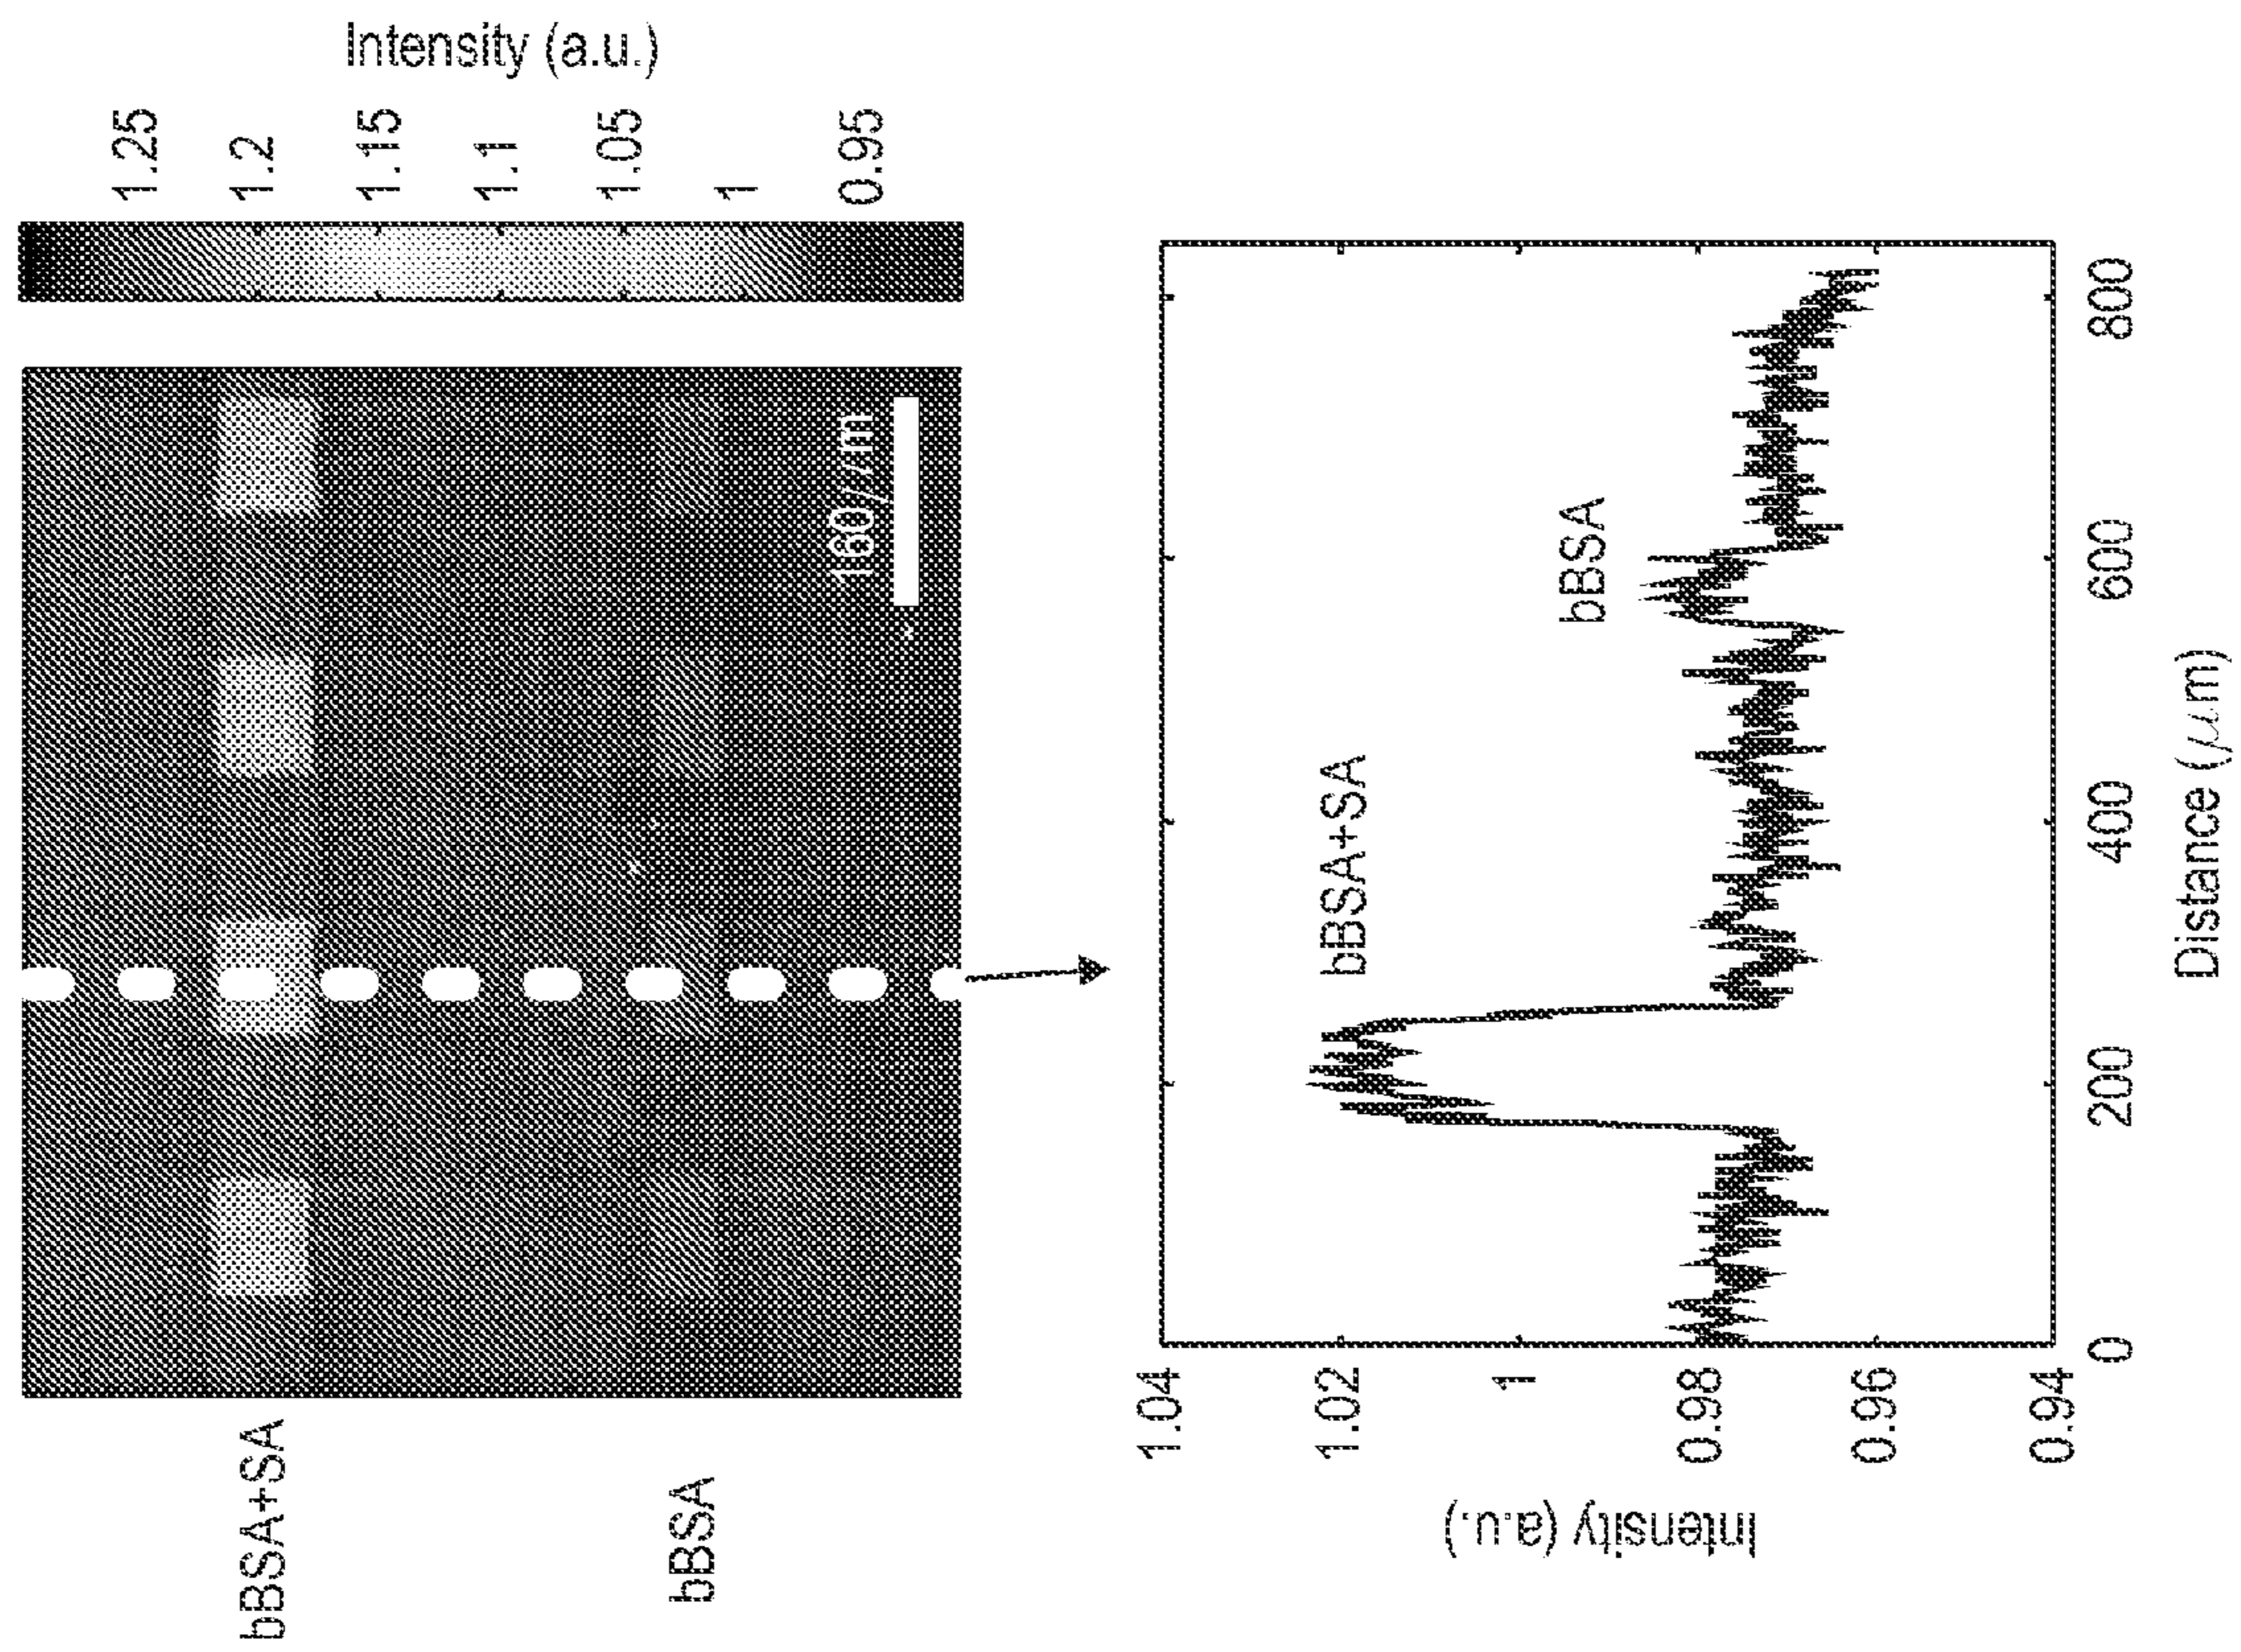 Intensity (a.u.)
1.25
1.2
1.15
1.1
1.05
1
0.95
bBSA+SA
bBSA
Intensity (a.u.)
1.04
1.02
1
0.98
0.96
0.94
bBSA+SA
bBSA
0
200
400
600
800
Distance (μm)